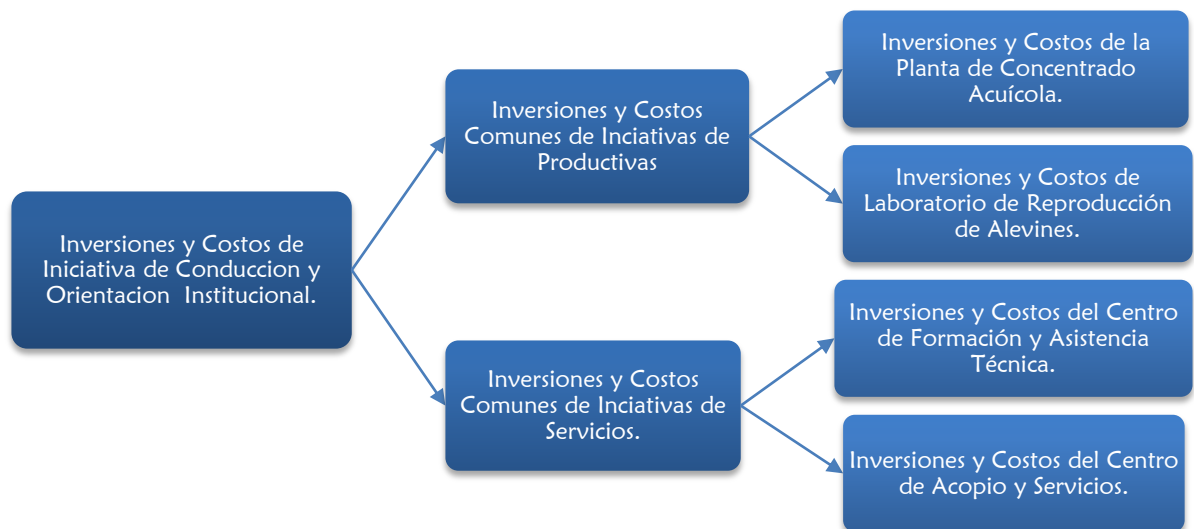 Inversiones y Costos de
Iniciativa de Conduccion y
Orientacion Institucional.
Inversiones y Costos
Comunes de Inciativas de
Productivas
Inversiones y Costos de la
Planta de Concentrado
Acuícola.
Inversiones y Costos de
Laboratorio de Reproducción
de Alevines.
Inversiones y Costos
Comunes de Inciativas de
Servicios.
Inversiones y Costos del Centro
de Formación y Asistencia
Técnica.
Inversiones y Costos del Centro
de Acopio y Servicios.